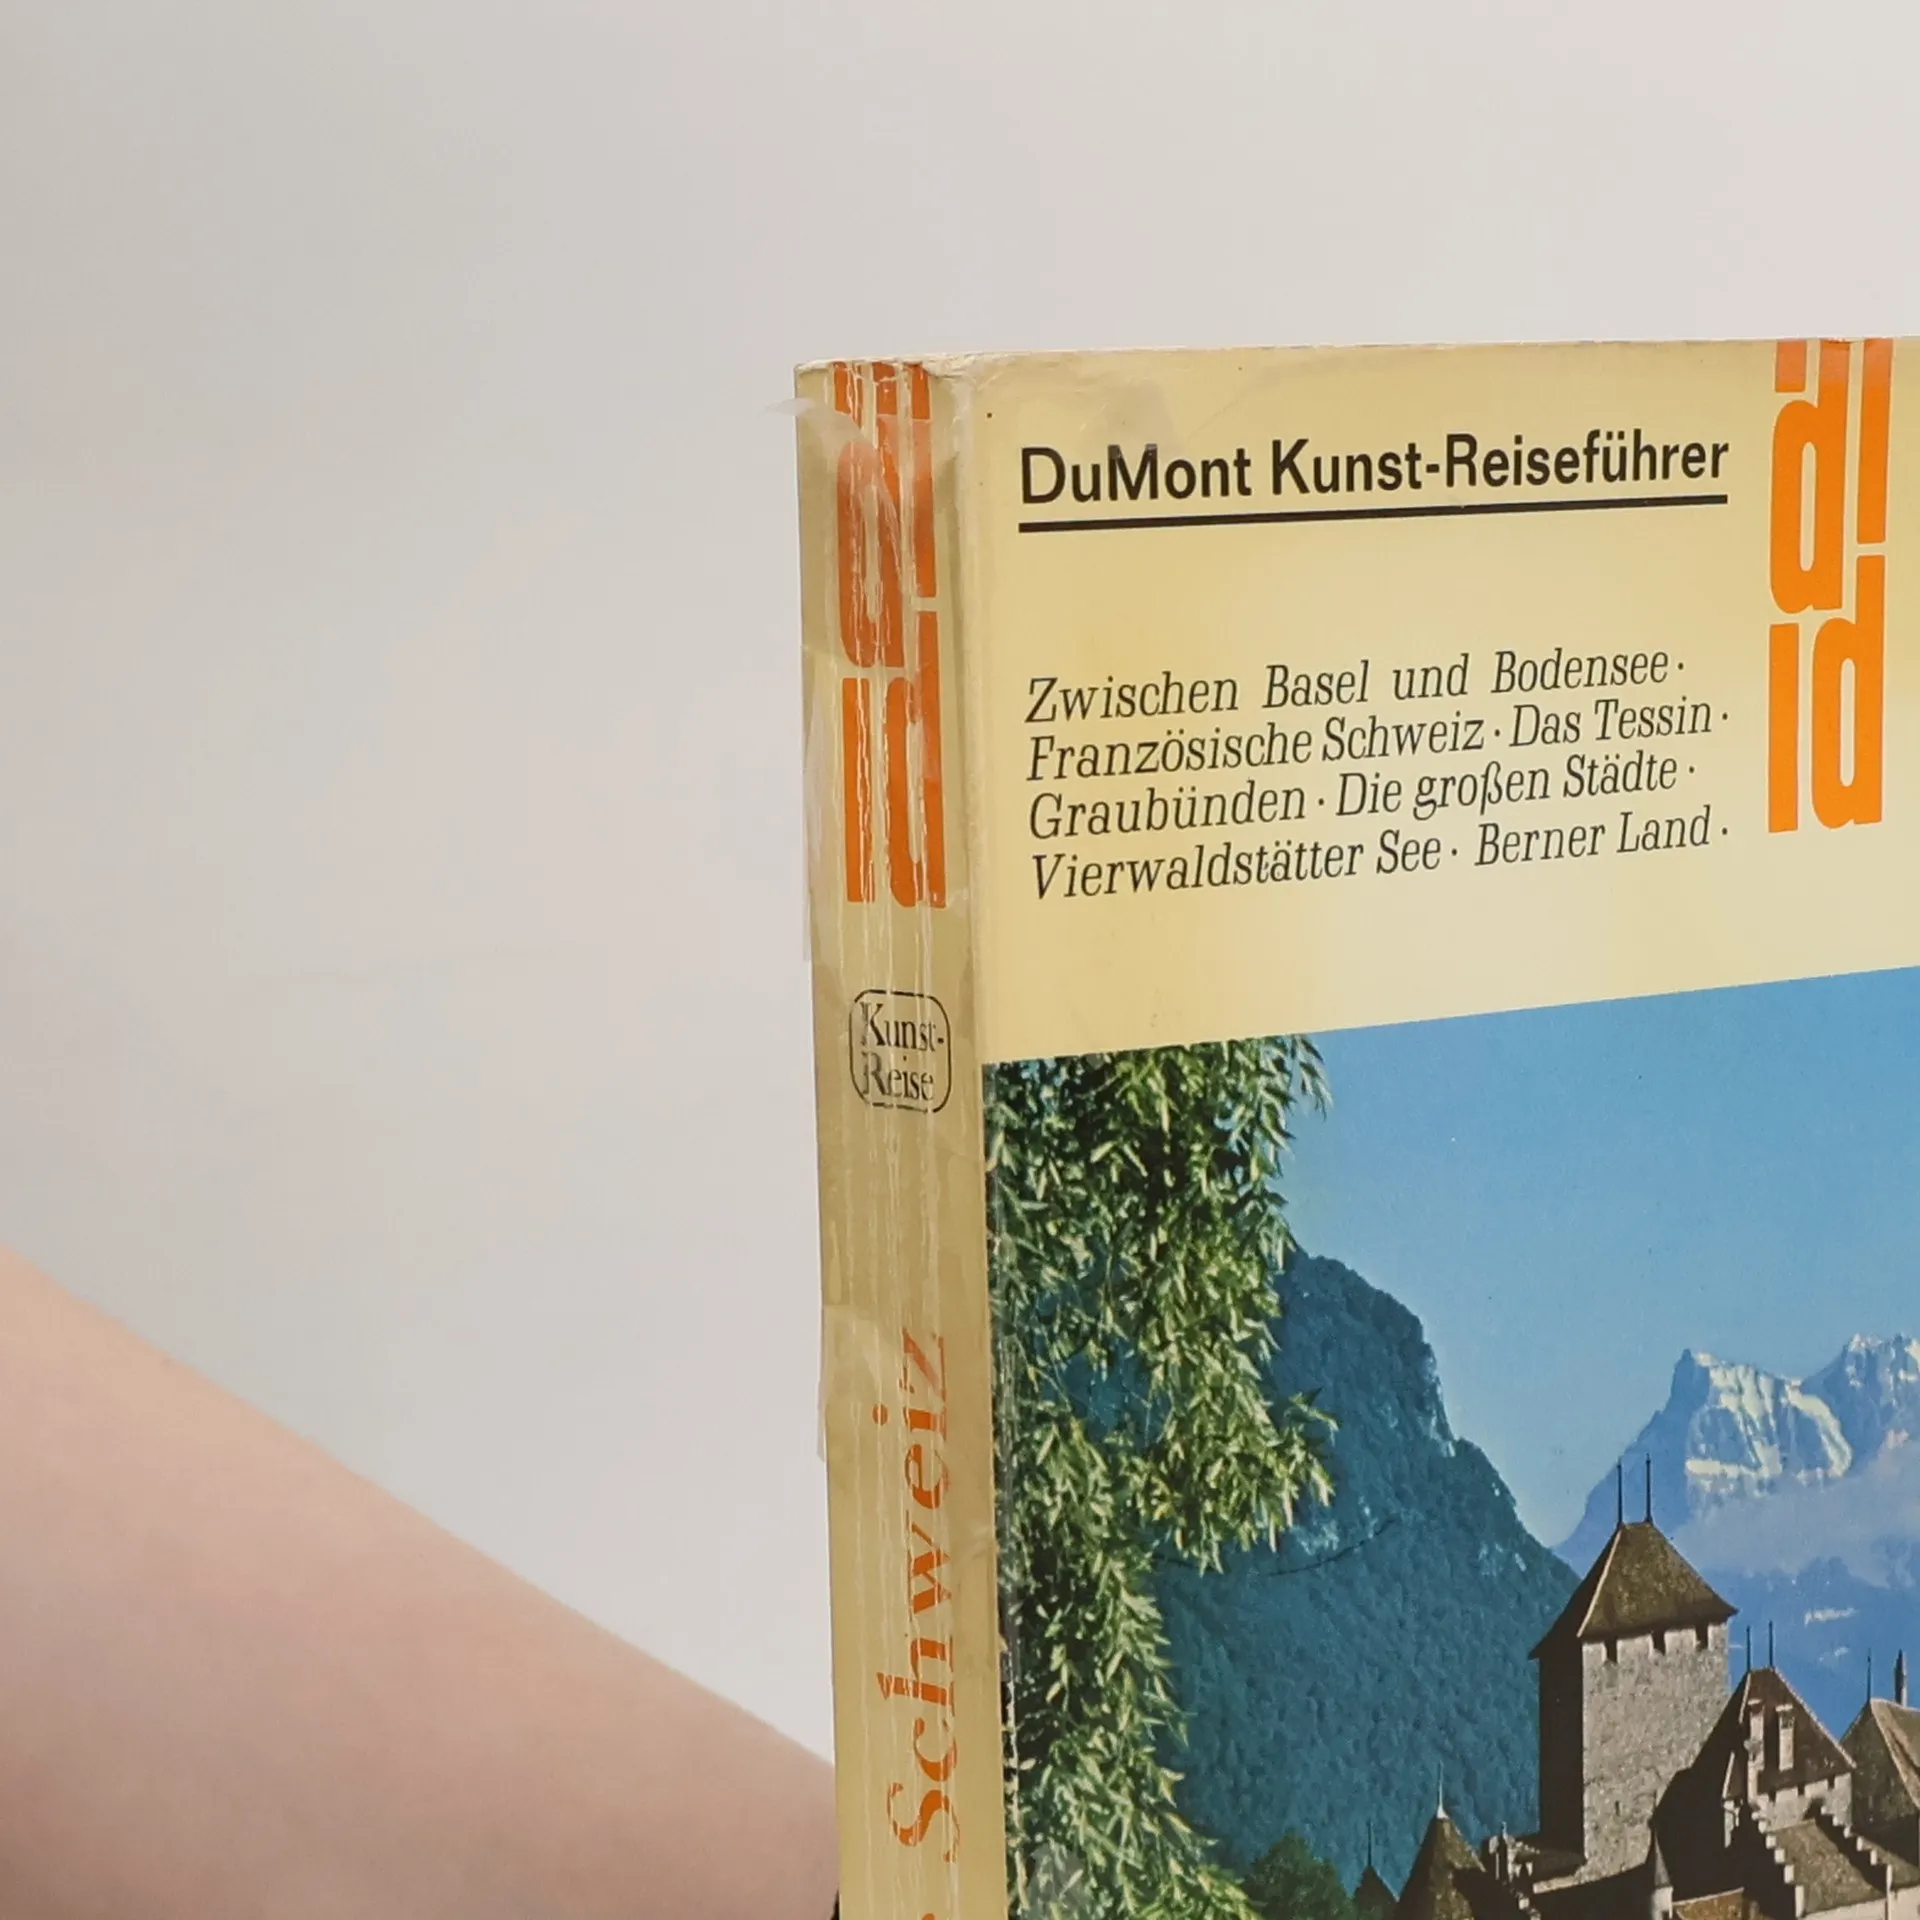 DuMont Kunst-Reiseführer
Zwischen Basel und Bodensee ·
Französische Schweiz · Das Tessin ·
Graubünden · Die großen Städte ·
Vierwaldstätter See · Berner Land ·
Kunst-
Reise
Schweiz